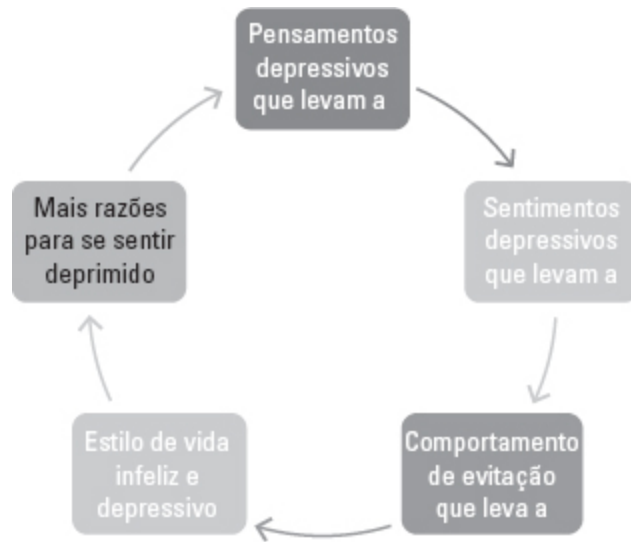 Pensamentos
depressivos
que levam a
Sentimentos
depressivos
que levam a
Comportamento
de evitação
que leva a
Estilo de vida
infeliz e
depressivo
Mais razões
para se sentir
deprimido